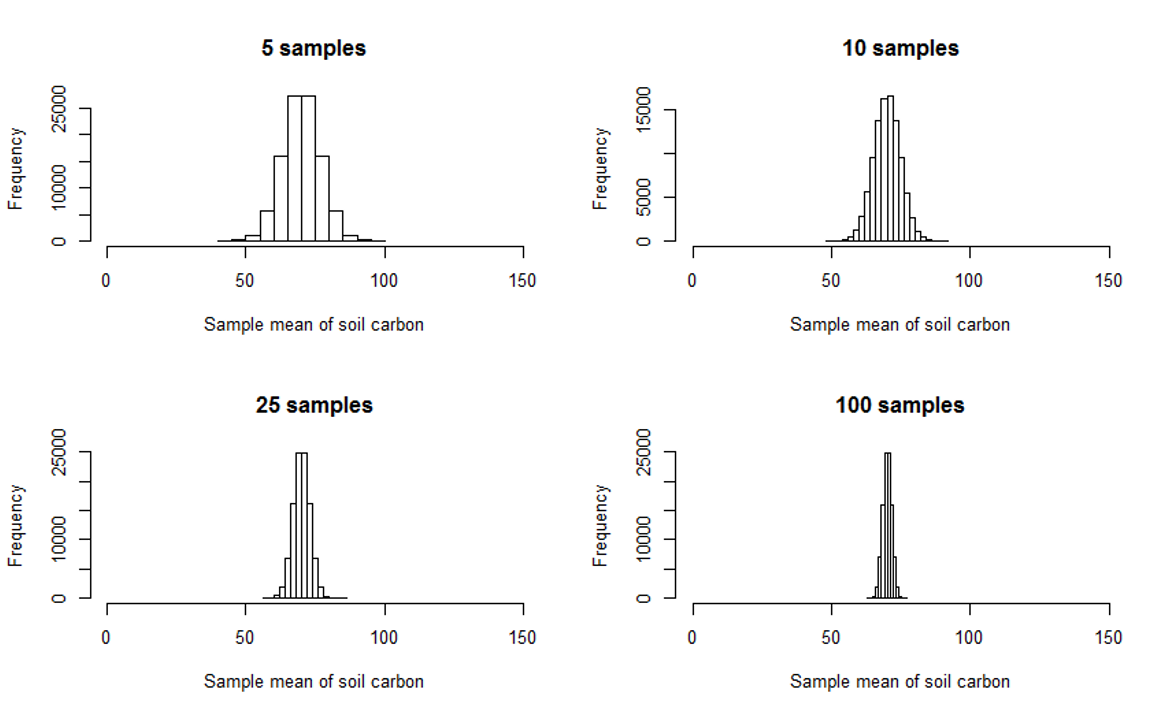 5 samples
Frequency
0
10000
25000
0 50 100 150
Sample mean of soil carbon
10 samples
Frequency
0
5000
15000
0 50 100 150
Sample mean of soil carbon
25 samples
Frequency
0
10000
25000
0 50 100 150
Sample mean of soil carbon
100 samples
Frequency
0
10000
25000
0 50 100 150
Sample mean of soil carbon